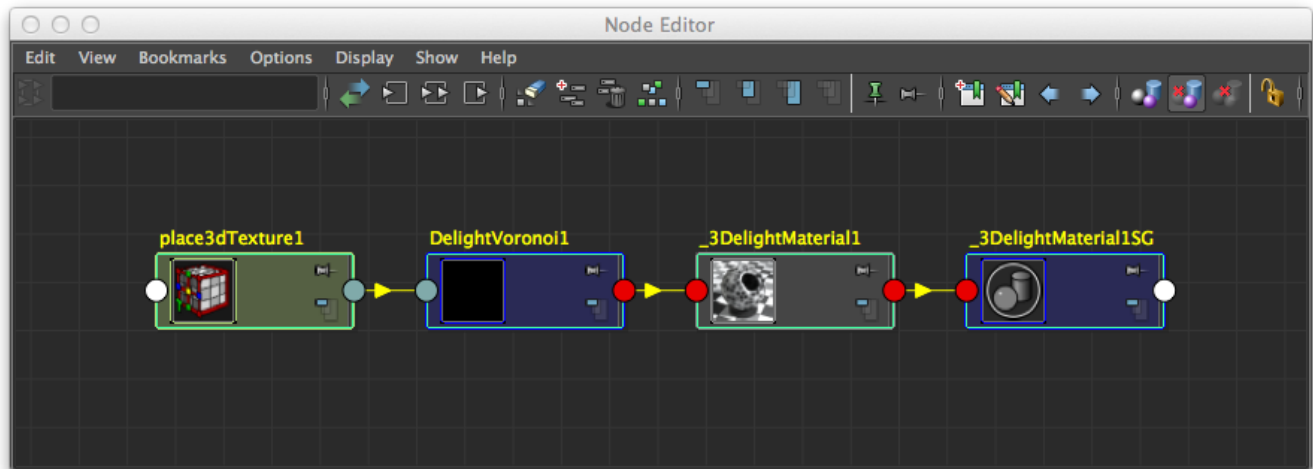 Node Editor
Edit View Bookmarks Options Display Show Help
place3dTexture1 DelightVoronoi1 _3DelightMaterial1 _3DelightMaterial1SG